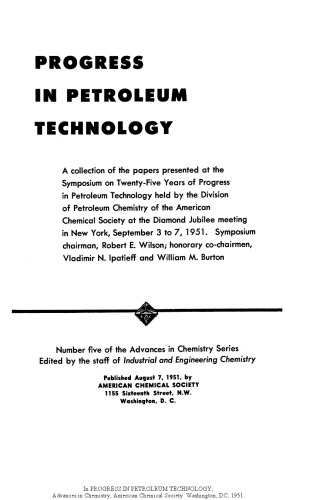 PROGRESS
IN PETROLEUM
TECHNOLOGY
A collection of the papers presented at the
Symposium on Twenty-Five Years of Progress
in Petroleum Technology held by the Division
of Petroleum Chemistry of the American
Chemical Society at the Diamond Jubilee meeting
in New York, September 3 to 7, 1951. Symposium
chairman, Robert E. Wilson; honorary co-chairmen,
Vladimir N. Ipatieff and William M. Burton
Number five of the Advances in Chemistry Series
Edited by the staff of Industrial and Engineering Chemistry
Published August 7, 1951, by
AMERICAN CHEMICAL SOCIETY
1155 Sixteenth Street, N.W.
Washington, D. C.
In PROGRESS IN PETROLEUM TECHNOLOGY;
Advances in Chemistry; American Chemical Society: Washington, DC, 1951.